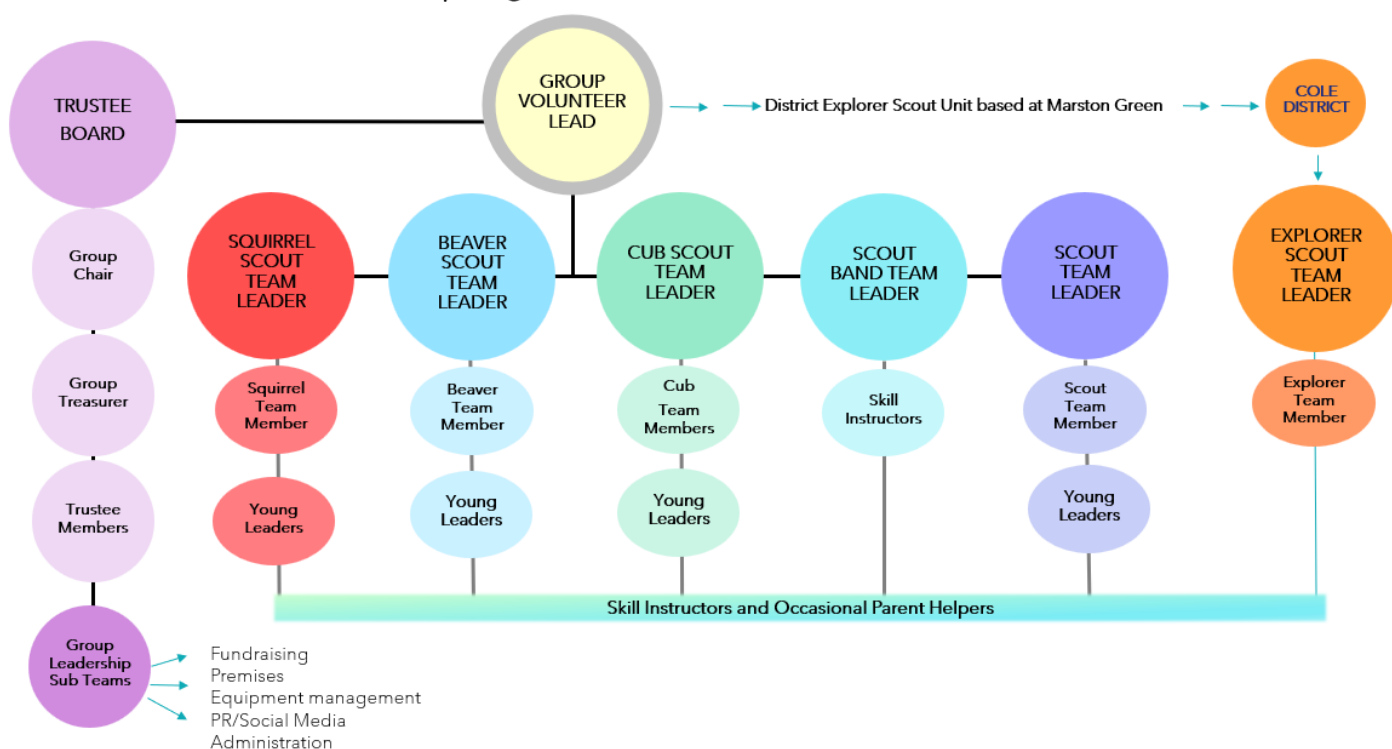 TRUSTEE
BOARD
GROUP
VOLUNTEER
LEAD
District Explorer Scout Unit based at Marston Green
COLE
DISTRICT
Group
Chair
Group
Treasurer
Trustee
Members
Group
Leadership
Sub Teams
Fundraising
Premises
Equipment management
PR/Social Media
Administration
SQUIRREL
SCOUT
TEAM
LEADER
Squirrel
Team
Member
Young
Leaders
BEAVER
SCOUT
TEAM
LEADER
Beaver
Team
Member
Young
Leaders
CUB SCOUT
TEAM
LEADER
Cub
Team
Members
Young
Leaders
SCOUT
BAND TEAM
LEADER
Skill
Instructors
SCOUT
TEAM
LEADER
Scout
Team
Member
Young
Leaders
EXPLORER
SCOUT
TEAM
LEADER
Explorer
Team
Member
Skill Instructors and Occasional Parent Helpers